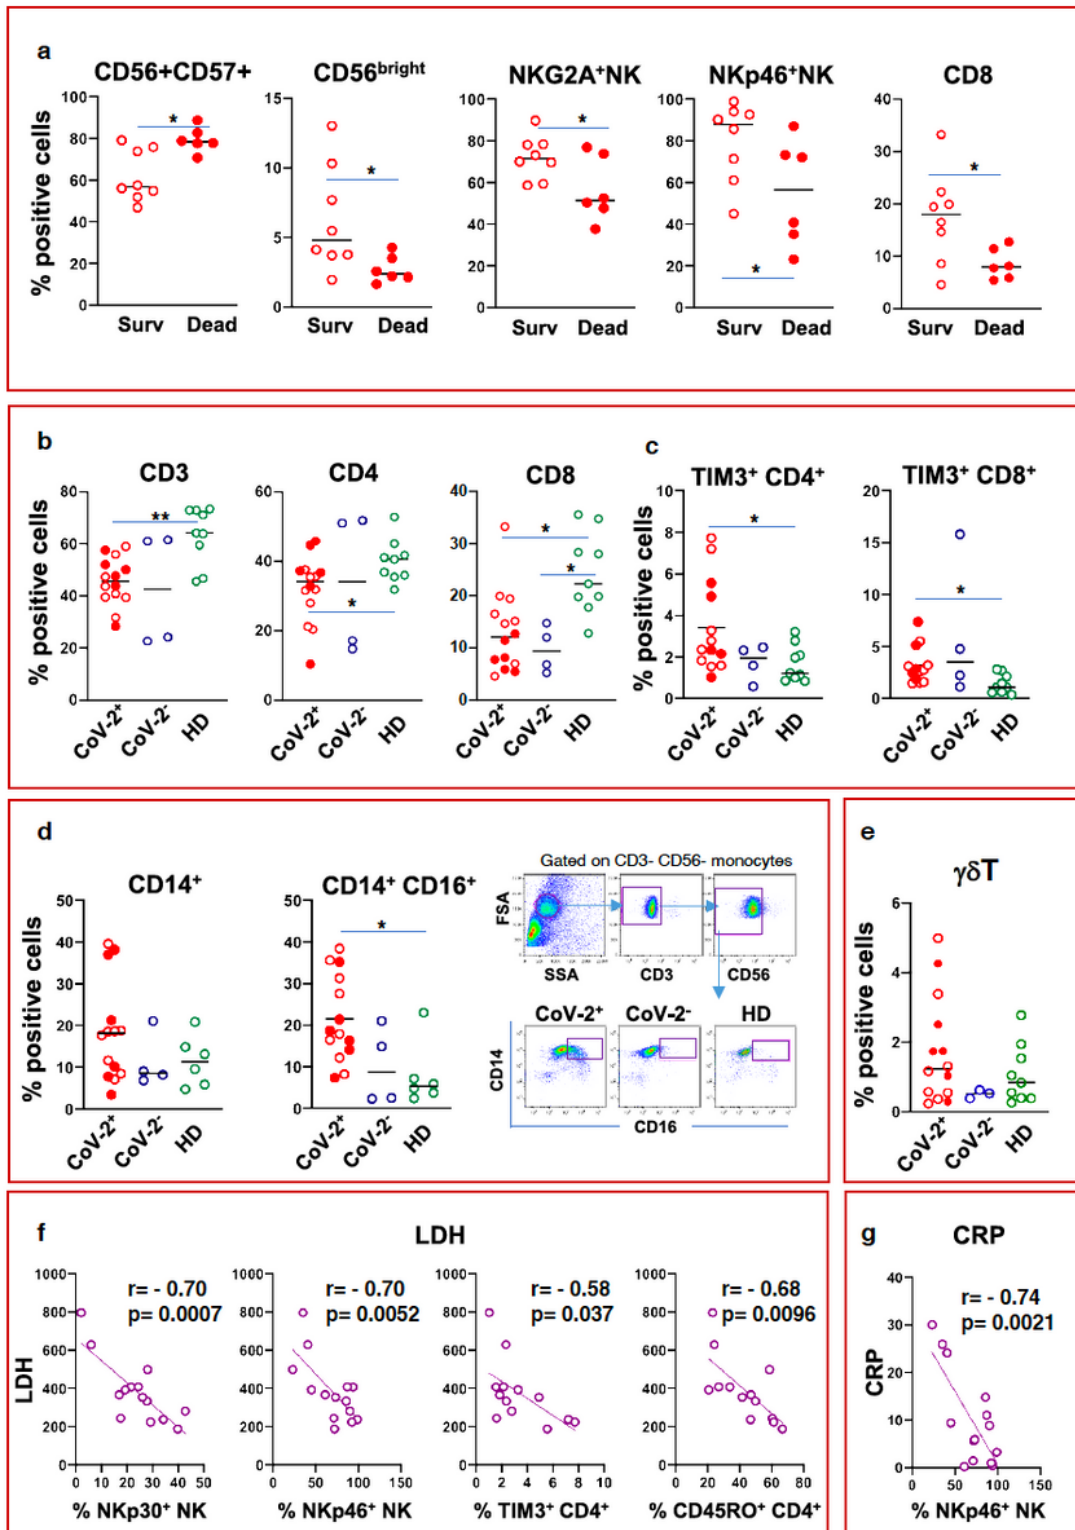 a
CD56+CD57+
CD56bright
NKG2A+NK
NKp46+NK
CD8
% positive cells
100
80
60
40
20
0
*
Surv Dead
15
10
5
0
*
Surv Dead
100
80
60
40
20
0
*
Surv Dead
100
80
60
40
20
0
*
Surv Dead
40
30
20
10
0
*
Surv Dead
b
CD3
CD4
CD8
% positive cells
80
60
40
20
0
**
CoV-2+ CoV-2- HD
60
40
20
0
*
CoV-2+ CoV-2- HD
40
30
20
10
0
*
*
CoV-2+ CoV-2- HD
c
TIM3+ CD4+
TIM3+ CD8+
% positive cells
10
8
6
4
2
0
*
CoV-2+ CoV-2- HD
20
15
10
5
0
*
CoV-2+ CoV-2- HD
d
CD14+
CD14+ CD16+
% positive cells
50
40
30
20
10
0
CoV-2+ CoV-2- HD
50
40
30
20
10
0
*
CoV-2+ CoV-2- HD
Gated on CD3- CD56- monocytes
FSA
SSA
CD3
CD56
CoV-2+ CoV-2- HD
CD14
CD16
e
γδT
% positive cells
6
4
2
0
CoV-2+ CoV-2- HD
f
LDH
LDH
1000
800
600
400
200
0
r= - 0.70
p= 0.0007
0 10 20 30 40 50
% NKp30+ NK
1000
800
600
400
200
0
r= - 0.70
p= 0.0052
0 50 100 150
% NKp46+ NK
1000
800
600
400
200
0
r= - 0.58
p= 0.037
0 2 4 6 8 10
% TIM3+ CD4+
1000
800
600
400
200
0
r= - 0.68
p= 0.0096
0 20 40 60 80
% CD45RO+ CD4+
g
CRP
CRP
40
30
20
10
0
r= - 0.74
p= 0.0021
0 50 100 150
% NKp46+ NK